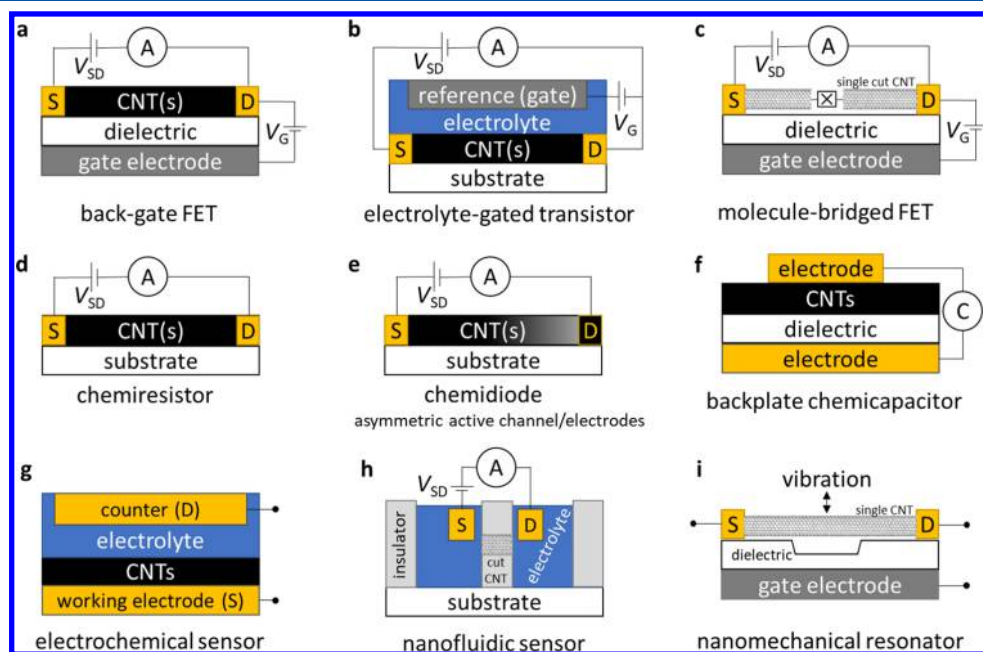 a
A
V_SD
S CNT(s) D
dielectric
V_G
gate electrode
back-gate FET
b
A
V_SD
reference (gate)
V_G
electrolyte
S CNT(s) D
substrate
electrolyte-gated transistor
c
A
V_SD
single cut CNT
S D
dielectric
V_G
gate electrode
molecule-bridged FET
d
A
V_SD
S CNT(s) D
substrate
chemiresistor
e
A
V_SD
S CNT(s) D
substrate
chemidiode
asymmetric active channel/electrodes
f
electrode
CNTs
C
dielectric
electrode
backplate chemicapacitor
g
counter (D)
electrolyte
CNTs
working electrode (S)
electrochemical sensor
h
A
V_SD
S D
insulator
cut
CNT
electrolyte
substrate
nanofluidic sensor
i
vibration
single CNT
S D
dielectric
gate electrode
nanomechanical resonator